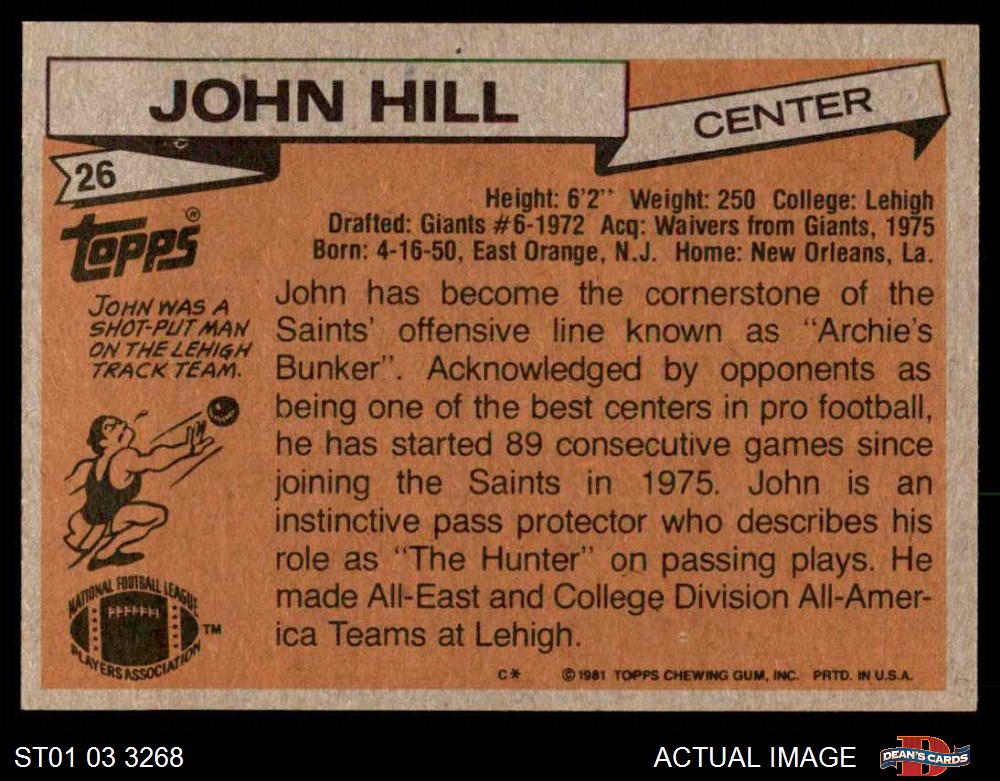 JOHN HILL
CENTER
26
Height: 6'2" Weight: 250 College: Lehigh
Drafted: Giants #6-1972 Acq: Waivers from Giants, 1975
Born: 4-16-50, East Orange, N.J. Home: New Orleans, La.
Topps®
JOHN WAS A
SHOT-PUT MAN
ON THE LEHIGH
TRACK TEAM.
John has become the cornerstone of the
Saints' offensive line known as "Archie's
Bunker". Acknowledged by opponents as
being one of the best centers in pro football,
he has started 89 consecutive games since
joining the Saints in 1975. John is an
instinctive pass protector who describes his
role as "The Hunter" on passing plays. He
made All-East and College Division All-Amer-
ica Teams at Lehigh.
NATIONAL FOOTBALL LEAGUE
PLAYERS ASSOCIATION
TM
C* ©1981 TOPPS CHEWING GUM, INC. PRTD. IN U.S.A.
ST01 03 3268
ACTUAL IMAGE
D
DEAN'S CARDS